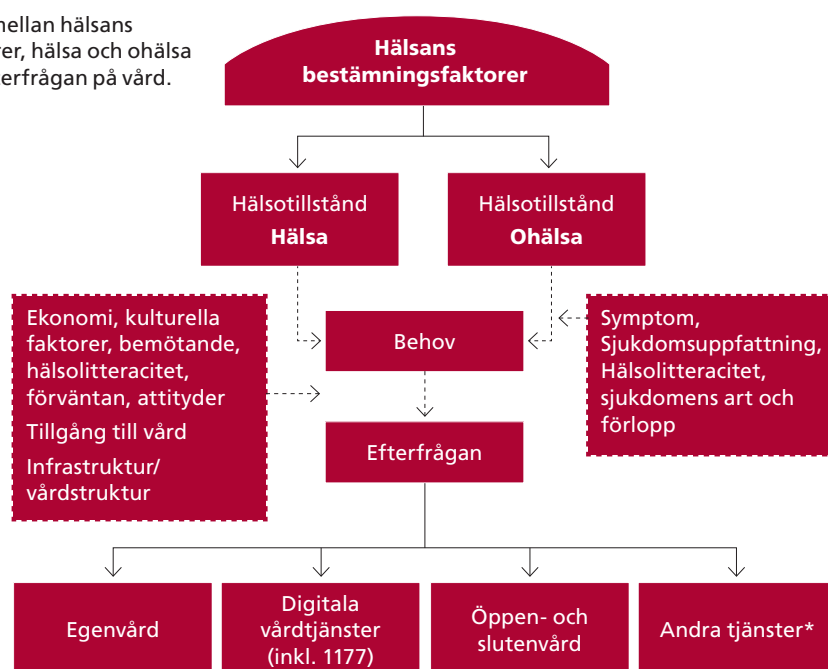 mellan hälsans
er, hälsa och ohälsa
terfrågan på vård.
Hälsans
bestämningsfaktorer
Hälsotillstånd
Hälsa
Hälsotillstånd
Ohälsa
Ekonomi, kulturella
faktorer, bemötande,
hälsolitteracitet,
förväntan, attityder
Tillgång till vård
Infrastruktur/
vårdstruktur
Behov
Symptom,
Sjukdomsuppfattning,
Hälsolitteracitet,
sjukdomens art och
förlopp
Efterfrågan
Egenvård
Digitala
vårdtjänster
(inkl. 1177)
Öppen- och
slutenvård
Andra tjänster*